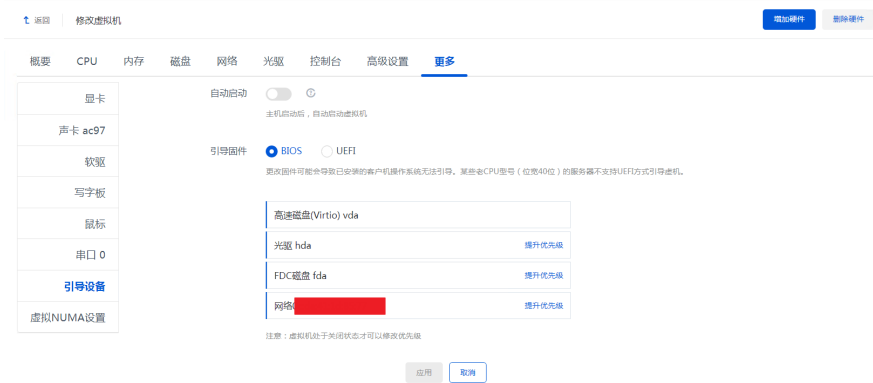 返回 修改虚拟机 增加硬件 删除硬件
概要 CPU 内存 磁盘 网络 光驱 控制台 高级设置 更多
显卡
声卡 ac97
软驱
写字板
鼠标
串口 0
引导设备
虚拟NUMA设置
自动启动
主机启动后，自动启动虚拟机
引导固件 BIOS UEFI
更改固件可能会导致已安装的客户机操作系统无法引导。某些老CPU型号（位宽40位）的服务器不支持UEFI方式引导虚机。
高速磁盘(Virtio) vda
光驱 hda 提升优先级
FDC磁盘 fda 提升优先级
网络 提升优先级
注意：虚拟机处于关闭状态才可以修改优先级
应用 取消